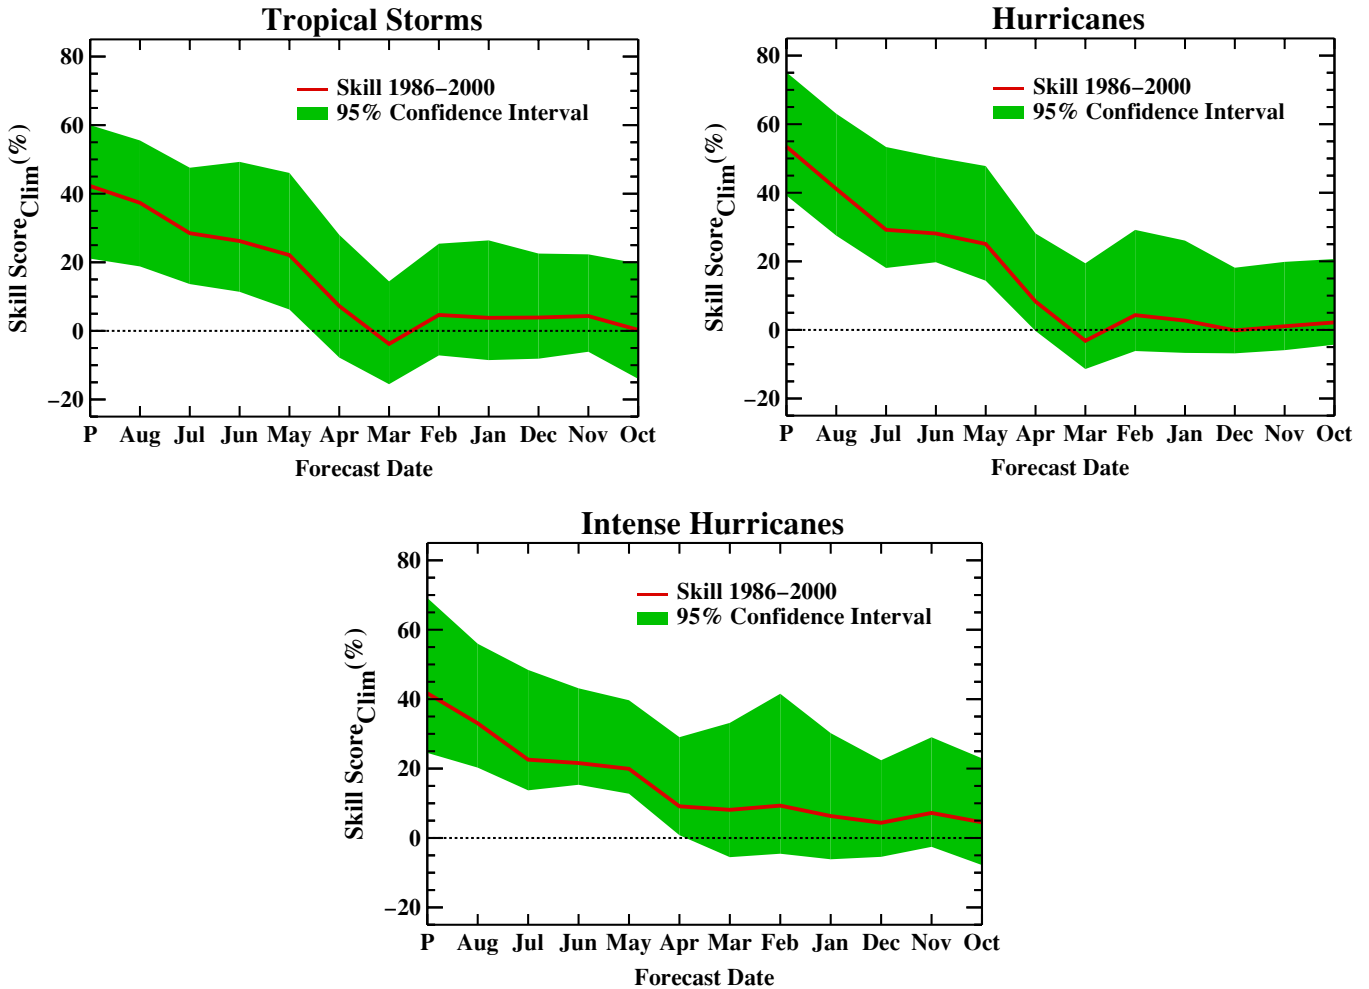 Tropical Storms
Skill Score_Clim(%)
80
60
40
20
0
−20
Skill 1986−2000
95% Confidence Interval
P Aug Jul Jun May Apr Mar Feb Jan Dec Nov Oct
Forecast Date
Hurricanes
Skill Score_Clim(%)
80
60
40
20
0
−20
Skill 1986−2000
95% Confidence Interval
P Aug Jul Jun May Apr Mar Feb Jan Dec Nov Oct
Forecast Date
Intense Hurricanes
Skill Score_Clim(%)
80
60
40
20
0
−20
Skill 1986−2000
95% Confidence Interval
P Aug Jul Jun May Apr Mar Feb Jan Dec Nov Oct
Forecast Date